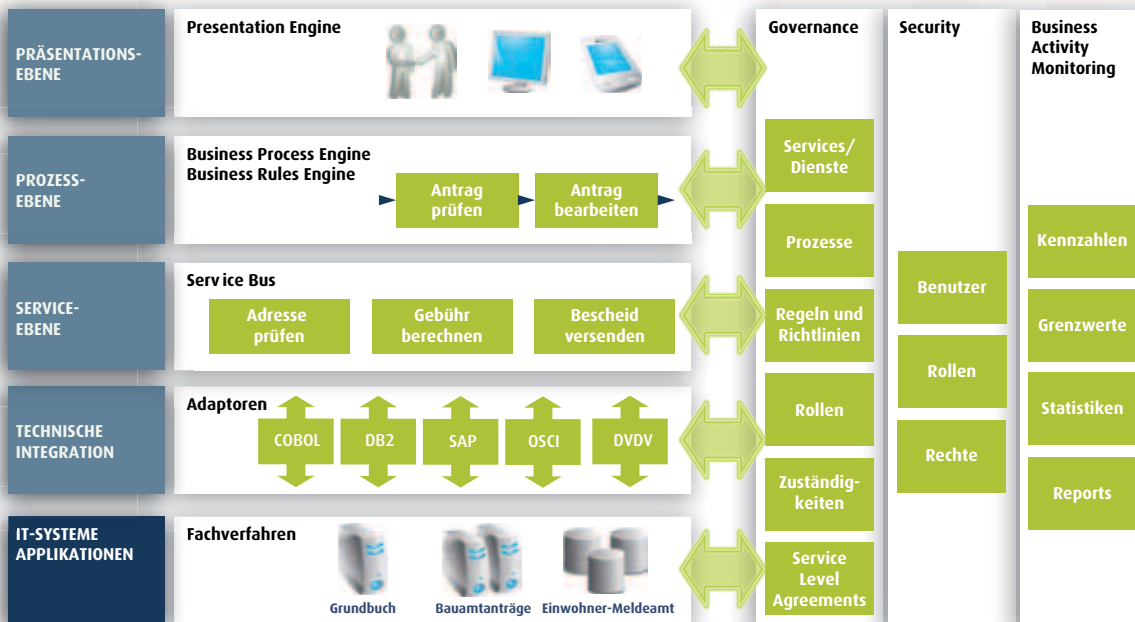 PRÄSENTATIONS-
EBENE
Presentation Engine
PROZESS-
EBENE
Business Process Engine
Business Rules Engine
Antrag
prüfen
Antrag
bearbeiten
SERVICE-
EBENE
Service Bus
Adresse
prüfen
Gebühr
berechnen
Bescheid
versenden
TECHNISCHE
INTEGRATION
Adaptoren
COBOL
DB2
SAP
OSCI
DVDV
IT-SYSTEME
APPLIKATIONEN
Fachverfahren
Grundbuch
Bauamtanträge
Einwohner-Meldeamt
Governance
Services/
Dienste
Prozesse
Regeln und
Richtlinien
Rollen
Zuständig-
keiten
Service
Level
Agreements
Security
Benutzer
Rollen
Rechte
Business
Activity
Monitoring
Kennzahlen
Grenzwerte
Statistiken
Reports